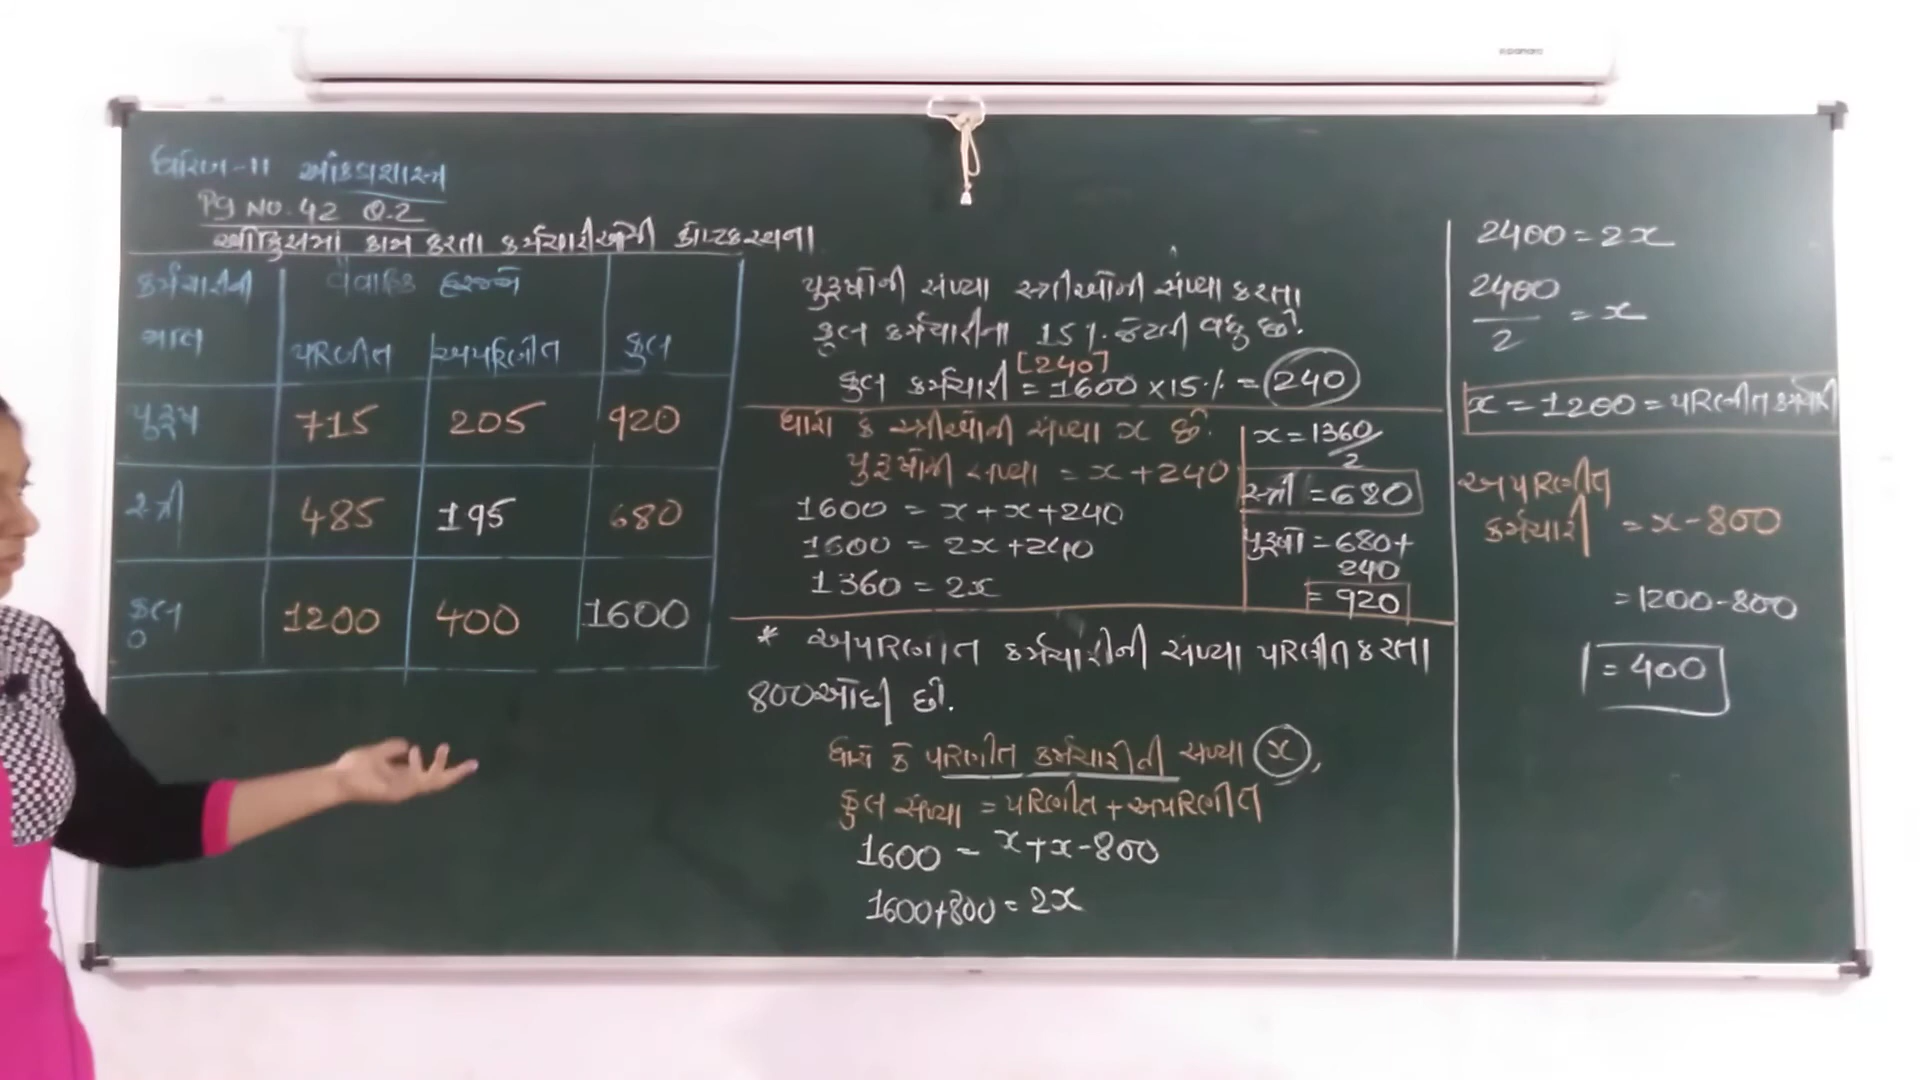 ધોરણ-11 આંકડાશાસ્ત્ર
Pg NO.42 Q-2
ઓફિસમાં કામ કરતા કર્મચારીઓની કોષ્ટકરચના
કર્મચારીની વૈવાહિક દરજ્જો
જાત પરણીત અપરણીત કુલ
પુરૂષ 715 205 920
સ્ત્રી 485 195 680
કુલ 1200 400 1600
પુરૂષોની સંખ્યા સ્ત્રીઓની સંખ્યા કરતા
કુલ કર્મચારીના 15%. જેટલી વધુ છે.
[240]
કુલ કર્મચારી = 1600 x 15% = 240
ધારો કે સ્ત્રીઓની સંખ્યા x છે.
પુરૂષોની સંખ્યા = x + 240
1600 = x + x + 240
1600 = 2x + 240
1360 = 2x
x = 1360/2
સ્ત્રી = 680
પુરૂષો = 680 +
240
= 920
* અપરણીત કર્મચારીની સંખ્યા પરણીત કરતા
800 ઓછી છે.
ધારો કે પરણીત કર્મચારીની સંખ્યા x,
કુલ સંખ્યા = પરણીત + અપરણીત
1600 = x + x - 800
1600 + 800 = 2x
2400 = 2x
2400/2 = x
x = 1200 = પરણીત કર્મચારી
અપરણીત
કર્મચારી = x - 800
= 1200 - 800
= 400